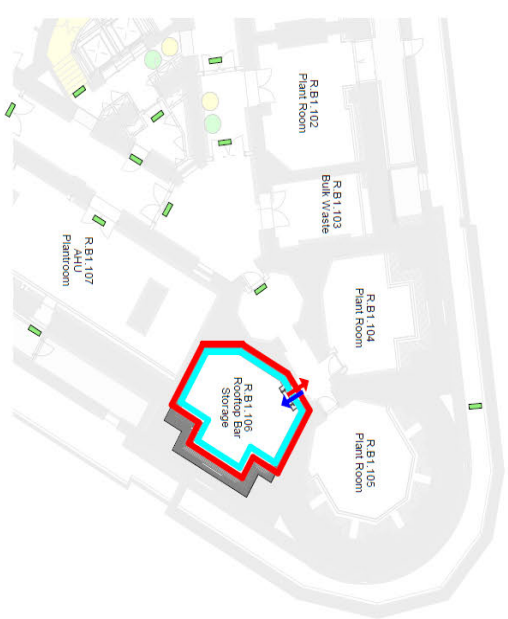 R.B1.102
Plant Room
R.B1.103
Bulk Waste
R.B1.104
Plant Room
R.B1.107
AHU
Plantroom
R.B1.106
Rooftop Bar
Storage
R.B1.105
Plant Room